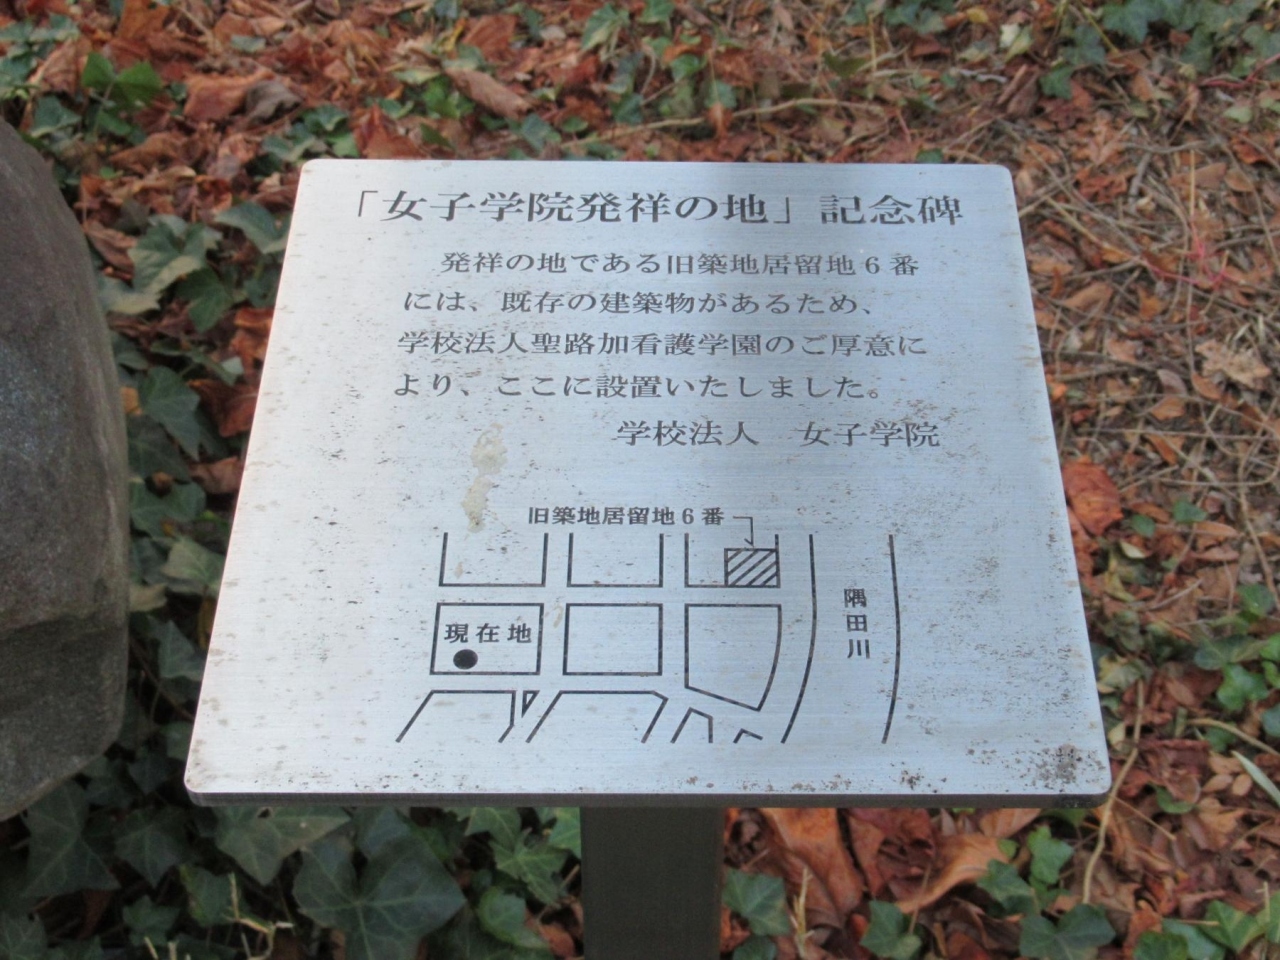 「女子学院発祥の地」記念碑
発祥の地である旧築地居留地6番
には、既存の建築物があるため、
学校法人聖路加看護学園のご厚意に
より、ここに設置いたしました。
学校法人　女子学院
旧築地居留地6番
隅田川
現在地